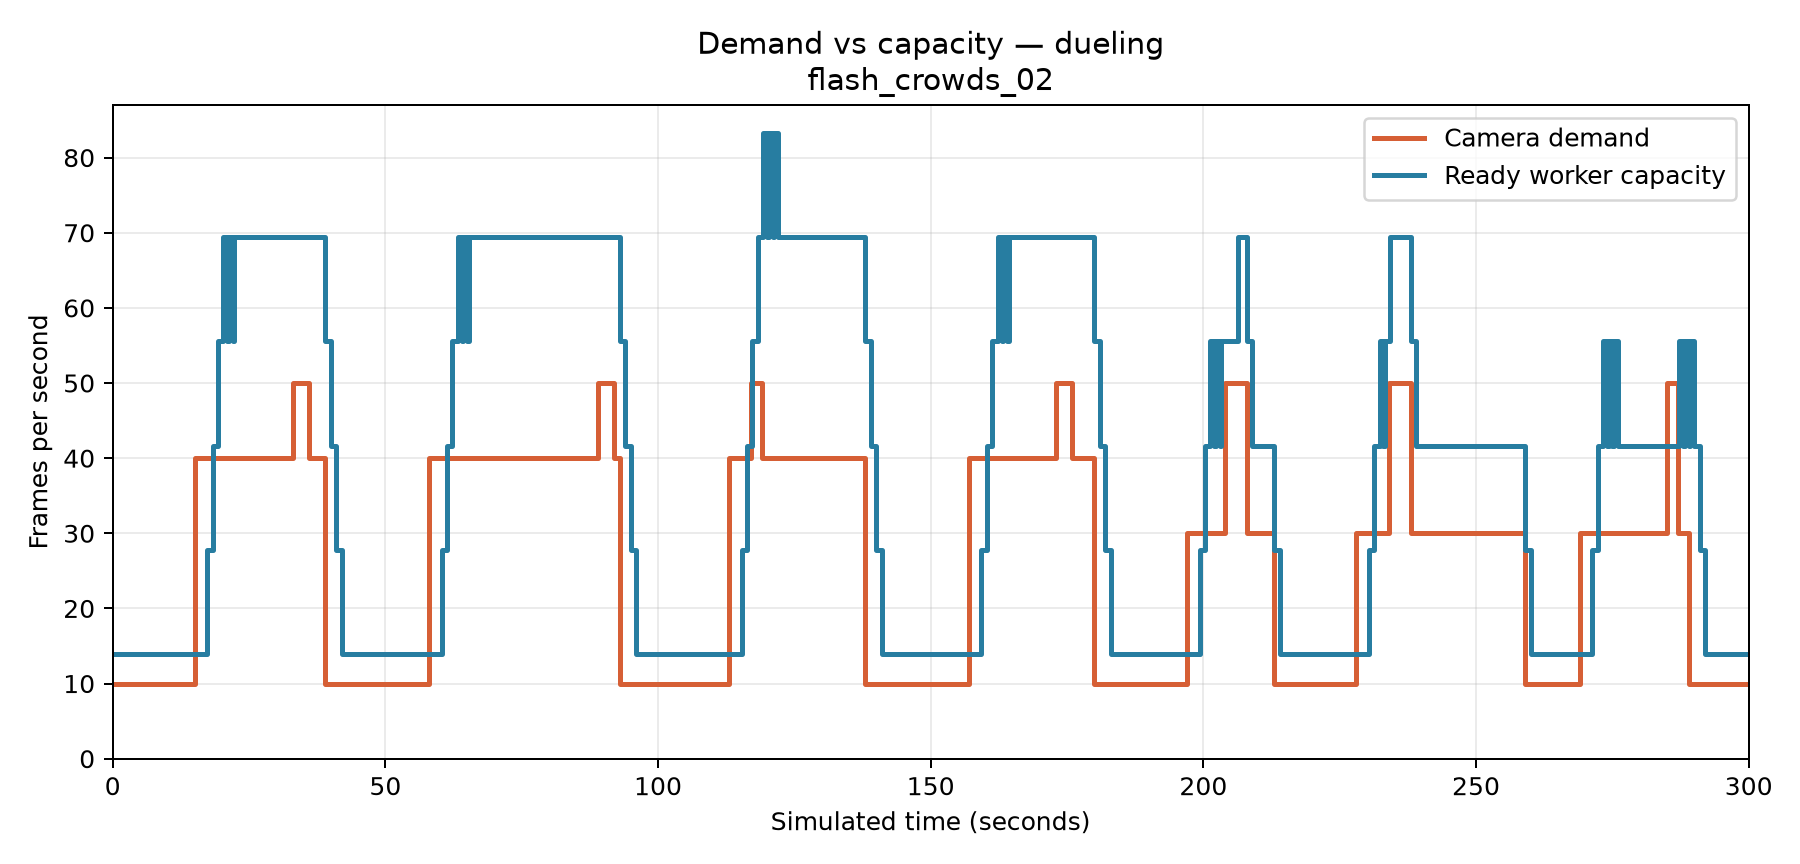 Demand vs capacity — dueling
flash_crowds_02
Camera demand
Ready worker capacity
Frames per second
80
70
60
50
40
30
20
10
0
0 50 100 150 200 250 300
Simulated time (seconds)